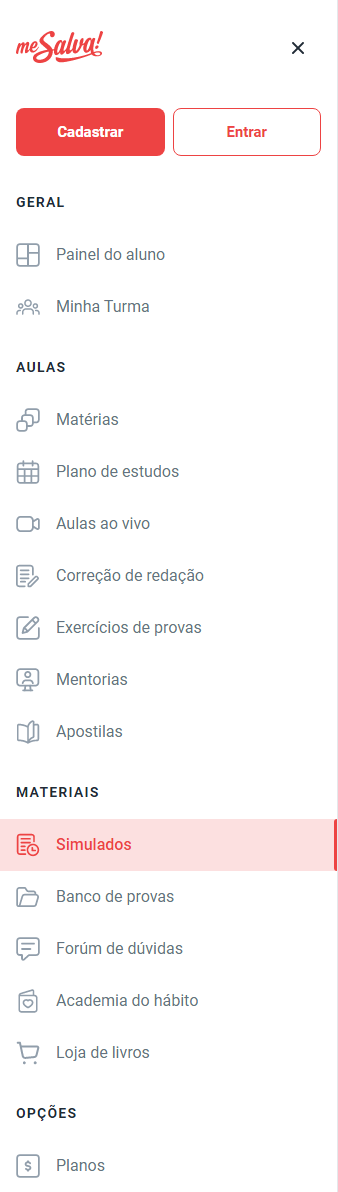 me Salva!
Cadastrar
Entrar
GERAL
Painel do aluno
Minha Turma
AULAS
Matérias
Plano de estudos
Aulas ao vivo
Correção de redação
Exercícios de provas
Mentorias
Apostilas
MATERIAIS
Simulados
Banco de provas
Forúm de dúvidas
Academia do hábito
Loja de livros
OPÇÕES
$
Planos